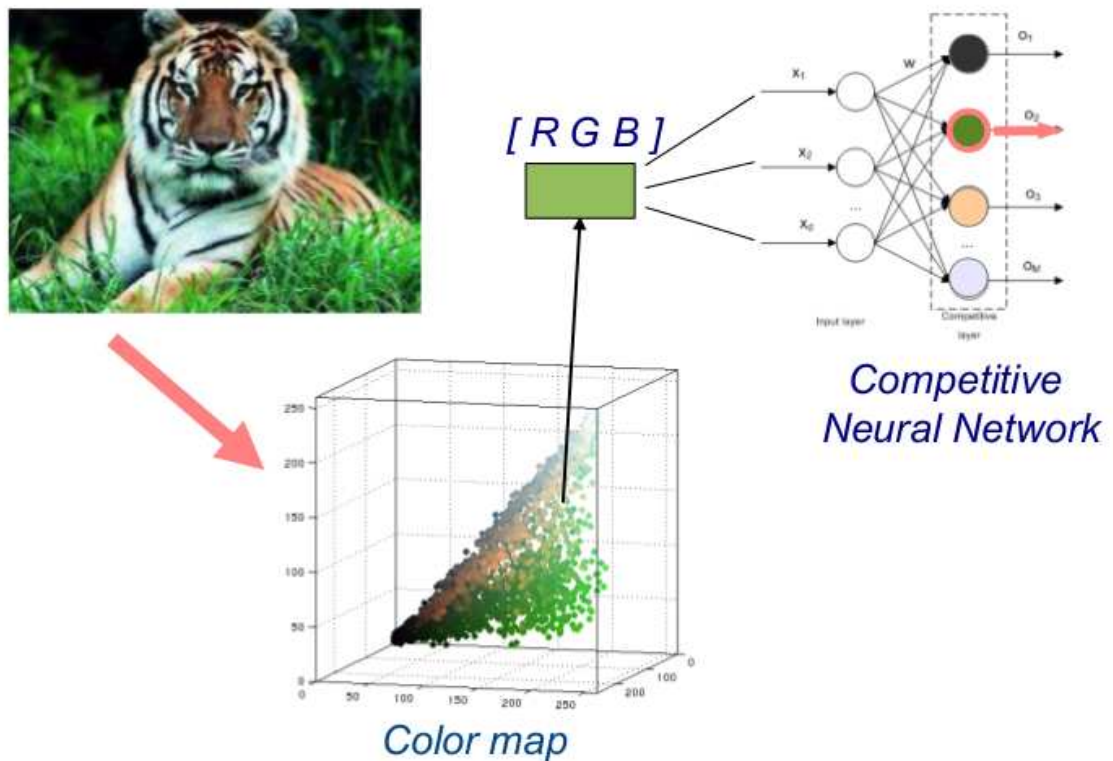 [ R G B ]
X1
X2
...
Xd
W
O1
O2
O3
...
OM
Input layer
Competitive
layer
Competitive
Neural Network
250
200
150
100
50
0
0
50
100
150
200
250
200
100
0
Color map